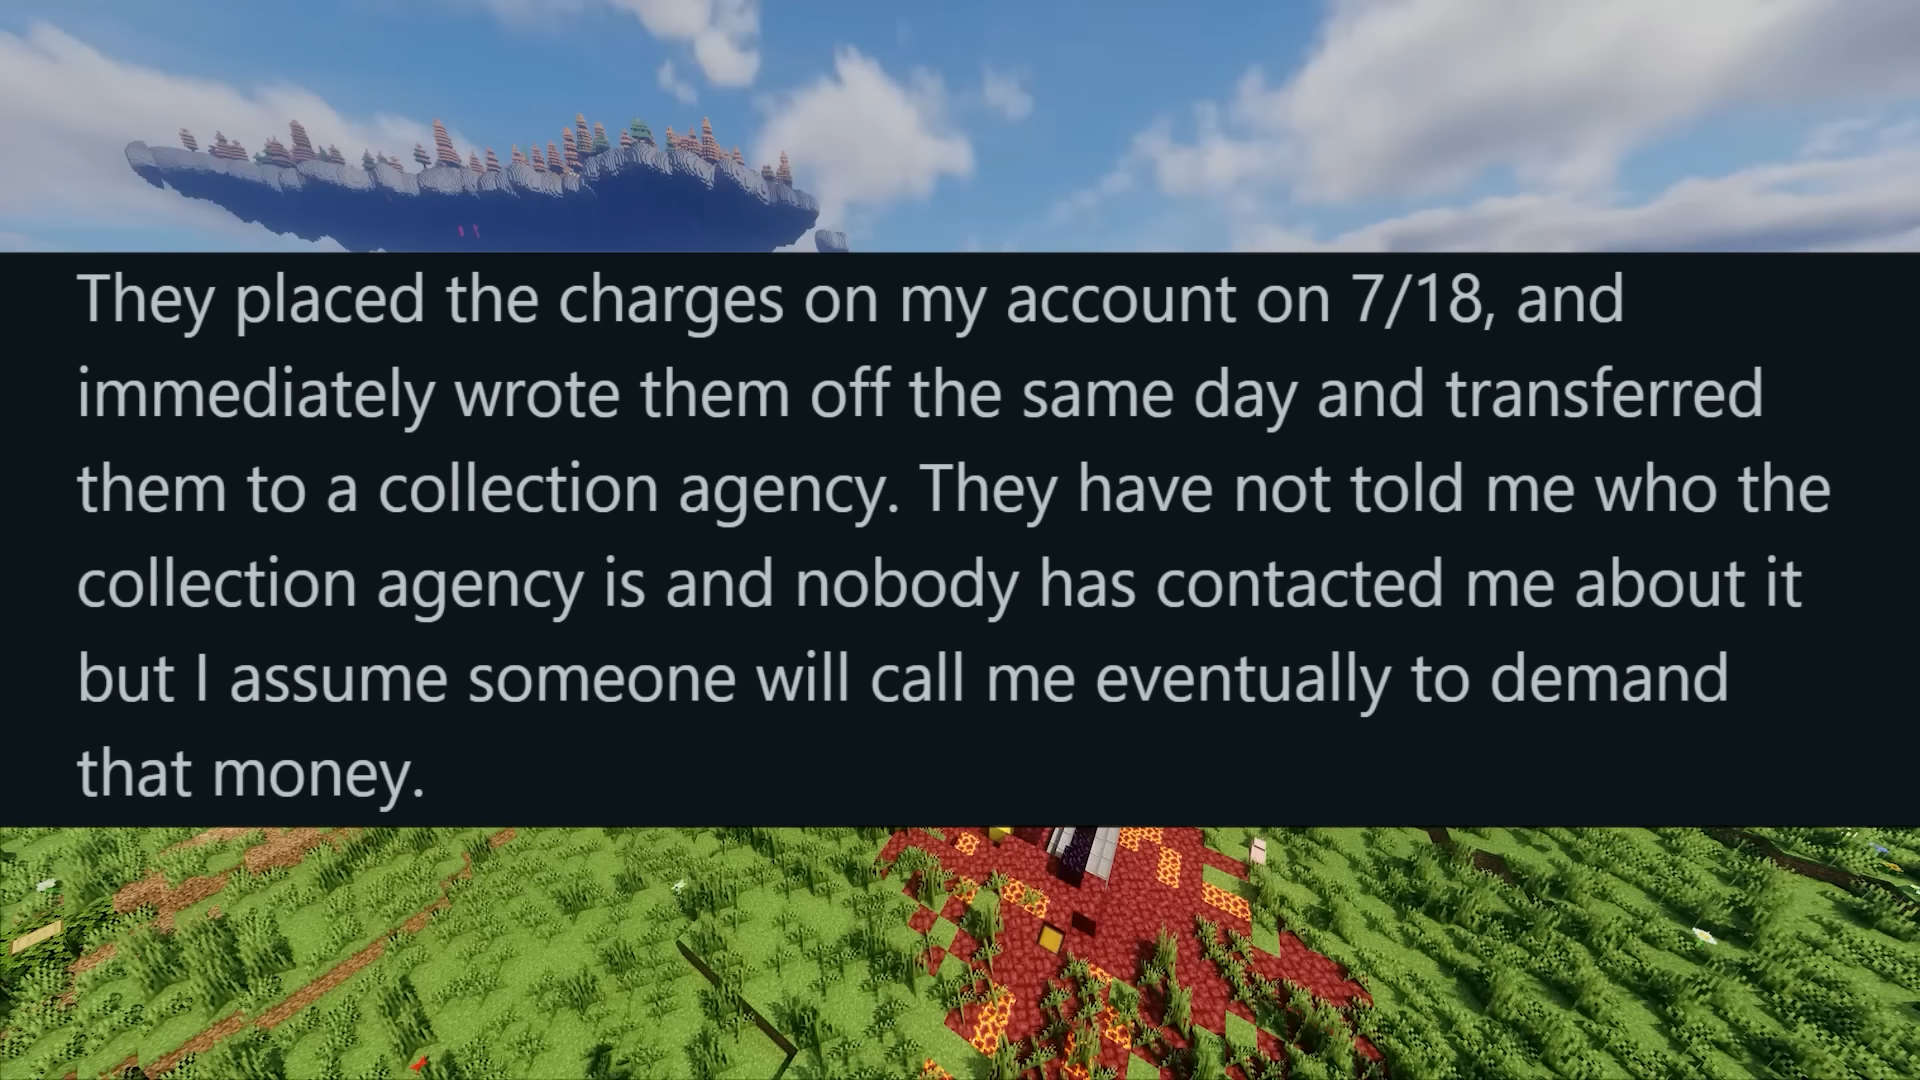 They placed the charges on my account on 7/18, and
immediately wrote them off the same day and transferred
them to a collection agency. They have not told me who the
collection agency is and nobody has contacted me about it
but I assume someone will call me eventually to demand
that money.